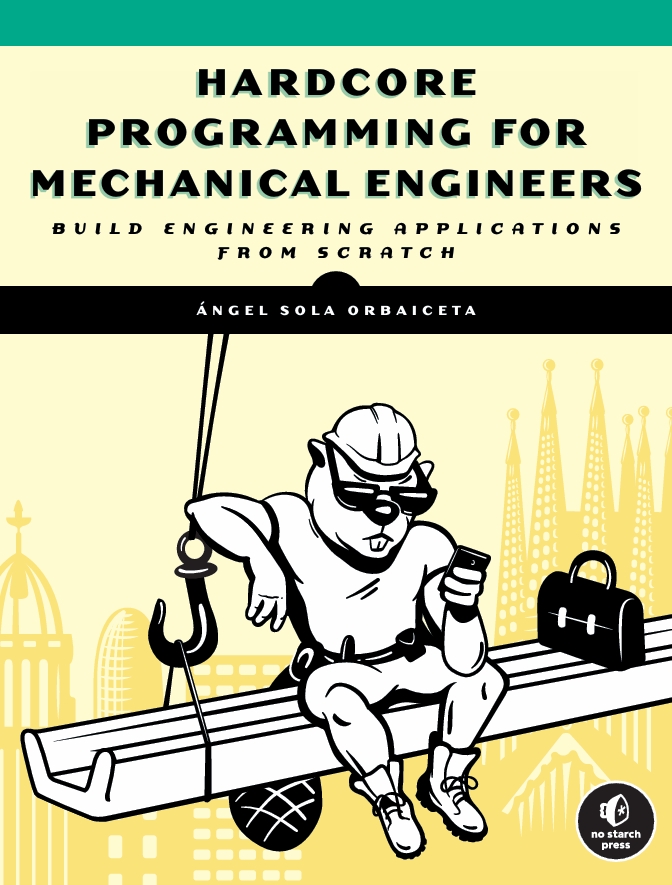 HARDCORE
PROGRAMMING FOR
MECHANICAL ENGINEERS
BUILD ENGINEERING APPLICATIONS
FROM SCRATCH
ÁNGEL SOLA ORBAICETA
no starch
press